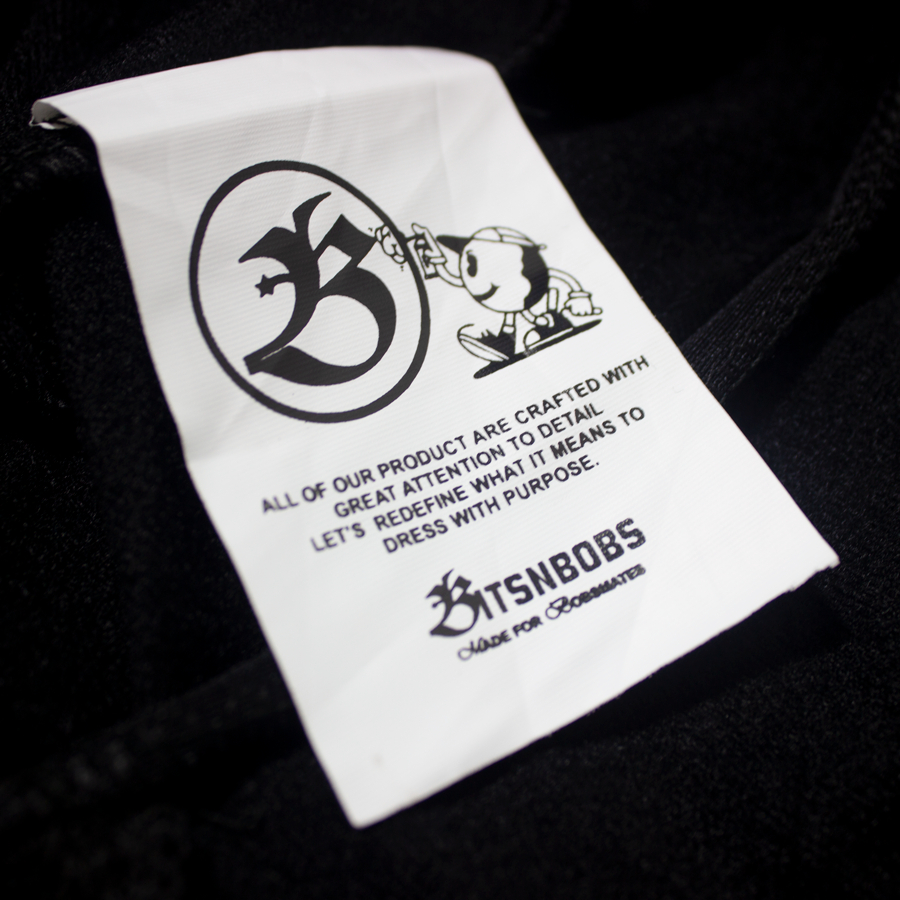 B
ALL OF OUR PRODUCT ARE CRAFTED WITH
GREAT ATTENTION TO DETAIL
LET'S REDEFINE WHAT IT MEANS TO
DRESS WITH PURPOSE.
BITSNBOBS
MADE FOR BOBSMATES